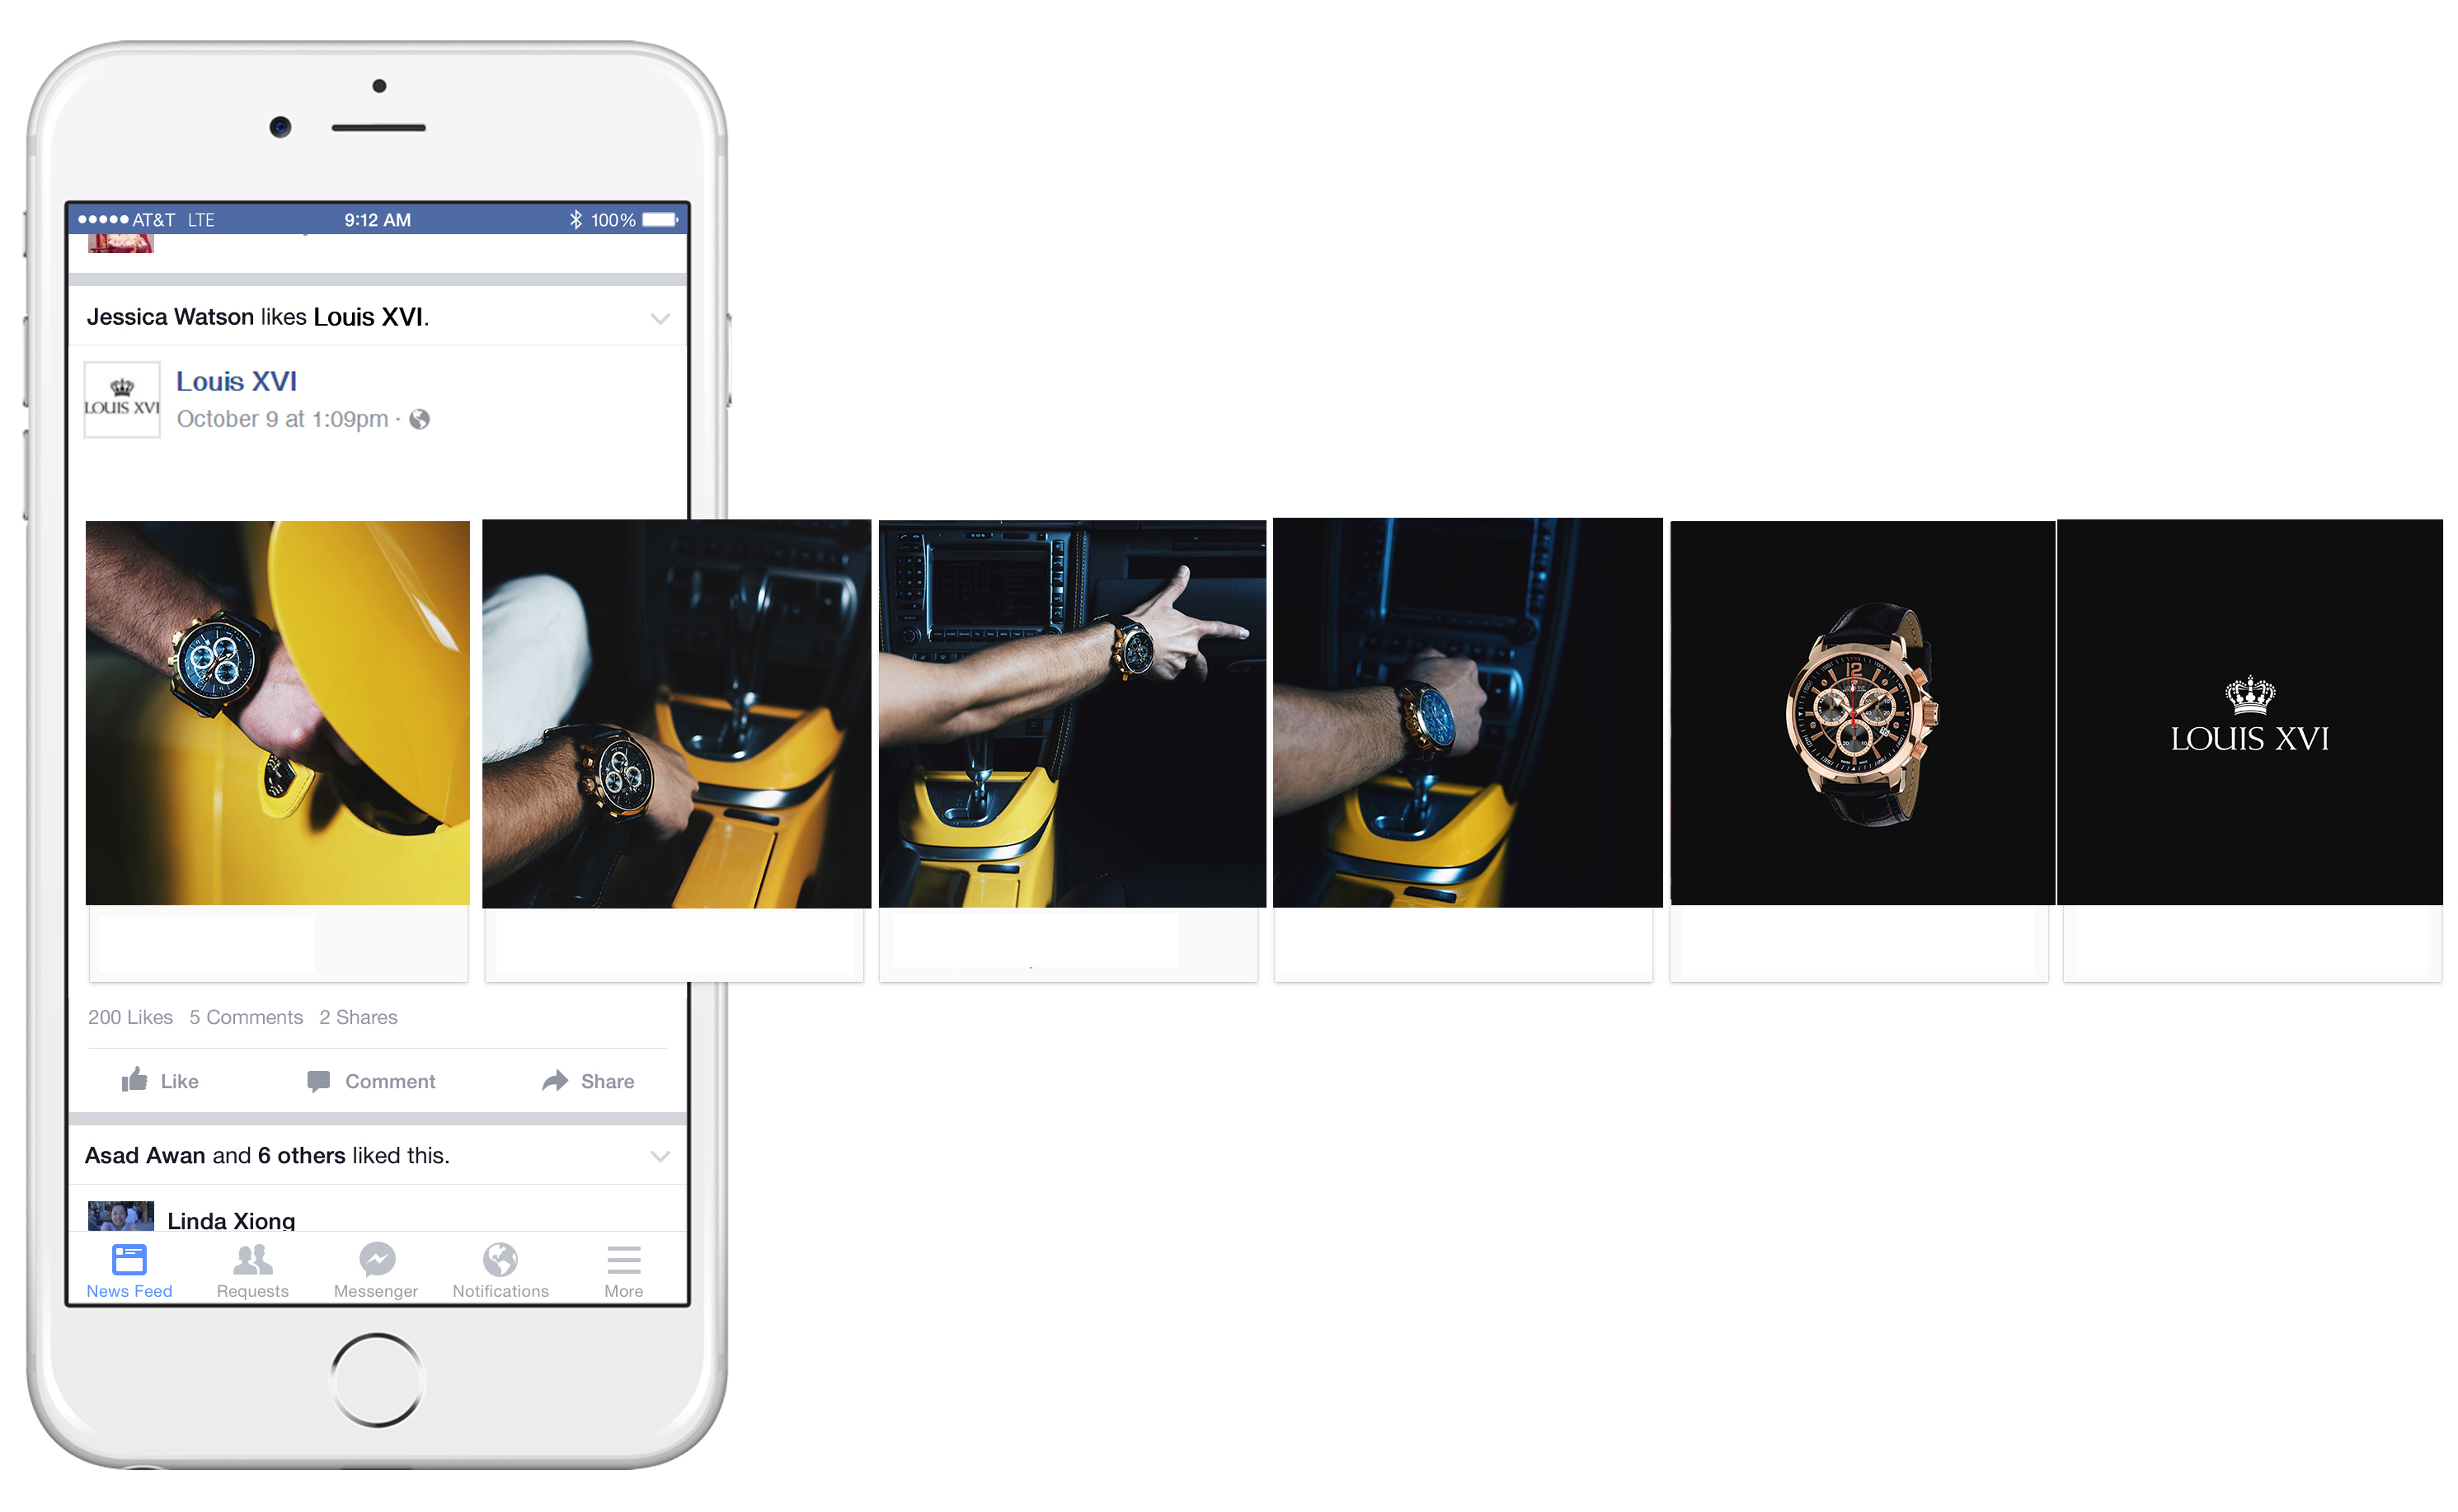 AT&T LTE 9:12 AM 100%
Jessica Watson likes Louis XVI.
LOUIS XVI
Louis XVI
October 9 at 1:09pm ·
12
LOUIS XVI
200 Likes 5 Comments 2 Shares
Like Comment Share
Asad Awan and 6 others liked this.
Linda Xiong
News Feed Requests Messenger Notifications More